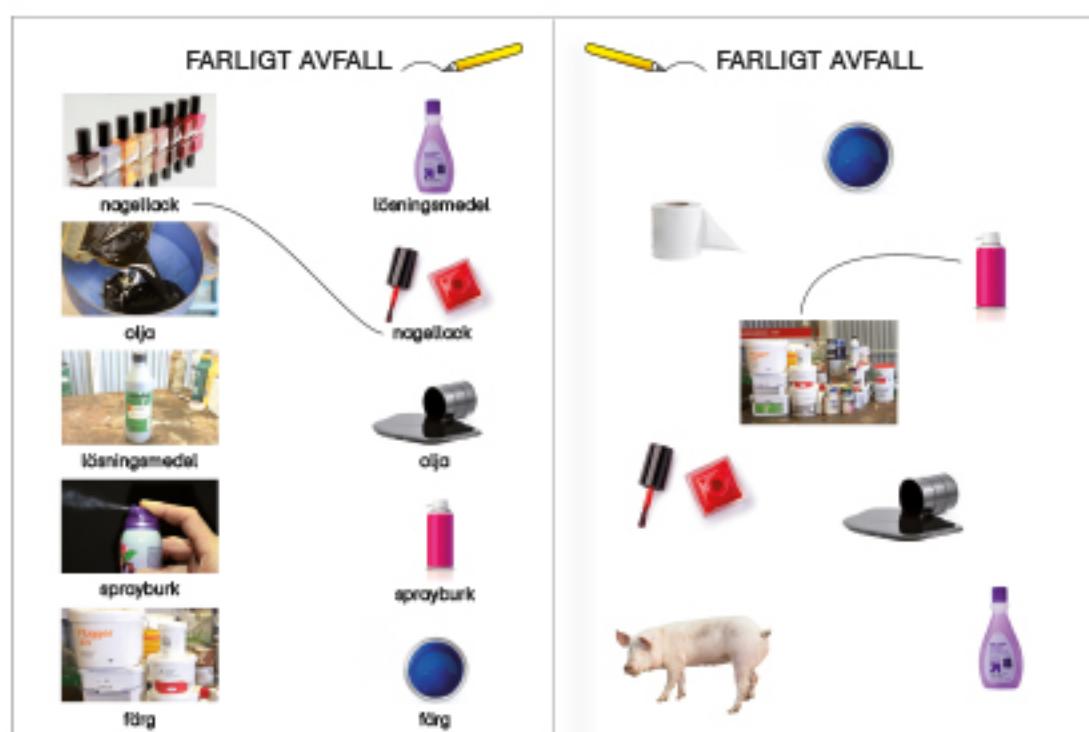 FARLIGT AVFALL
nagellack
lösningsmedel
olja
nagellack
lösningsmedel
olja
sprayburk
sprayburk
färg
färg
FARLIGT AVFALL